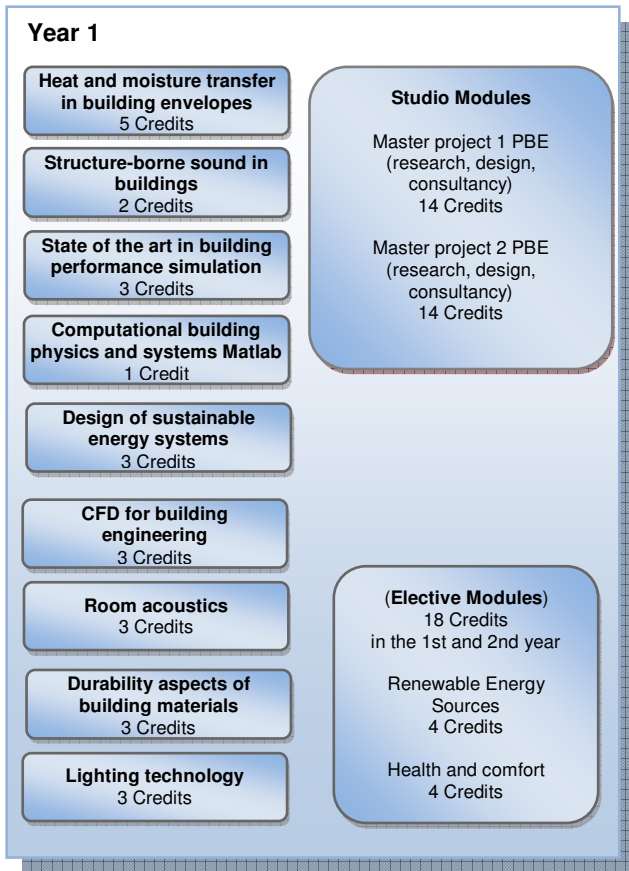 Year 1
Heat and moisture transfer
in building envelopes
5 Credits
Structure-borne sound in
buildings
2 Credits
State of the art in building
performance simulation
3 Credits
Computational building
physics and systems Matlab
1 Credit
Design of sustainable
energy systems
3 Credits
CFD for building
engineering
3 Credits
Room acoustics
3 Credits
Durability aspects of
building materials
3 Credits
Lighting technology
3 Credits
Studio Modules
Master project 1 PBE
(research, design,
consultancy)
14 Credits
Master project 2 PBE
(research, design,
consultancy)
14 Credits
(Elective Modules)
18 Credits
in the 1st and 2nd year
Renewable Energy
Sources
4 Credits
Health and comfort
4 Credits